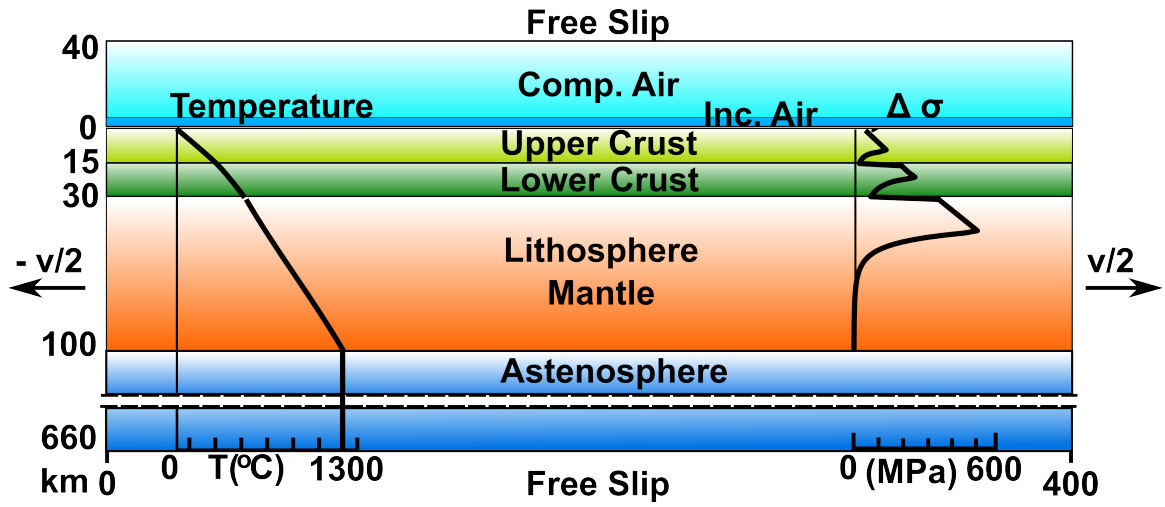 Free Slip
40
Comp. Air
Temperature
Inc. Air
Δ σ
0
Upper Crust
15
Lower Crust
30
Lithosphere
Mantle
- v/2
v/2
100
Astenosphere
660
km 0
0 T(ºC) 1300
Free Slip
0 (MPa) 600
400